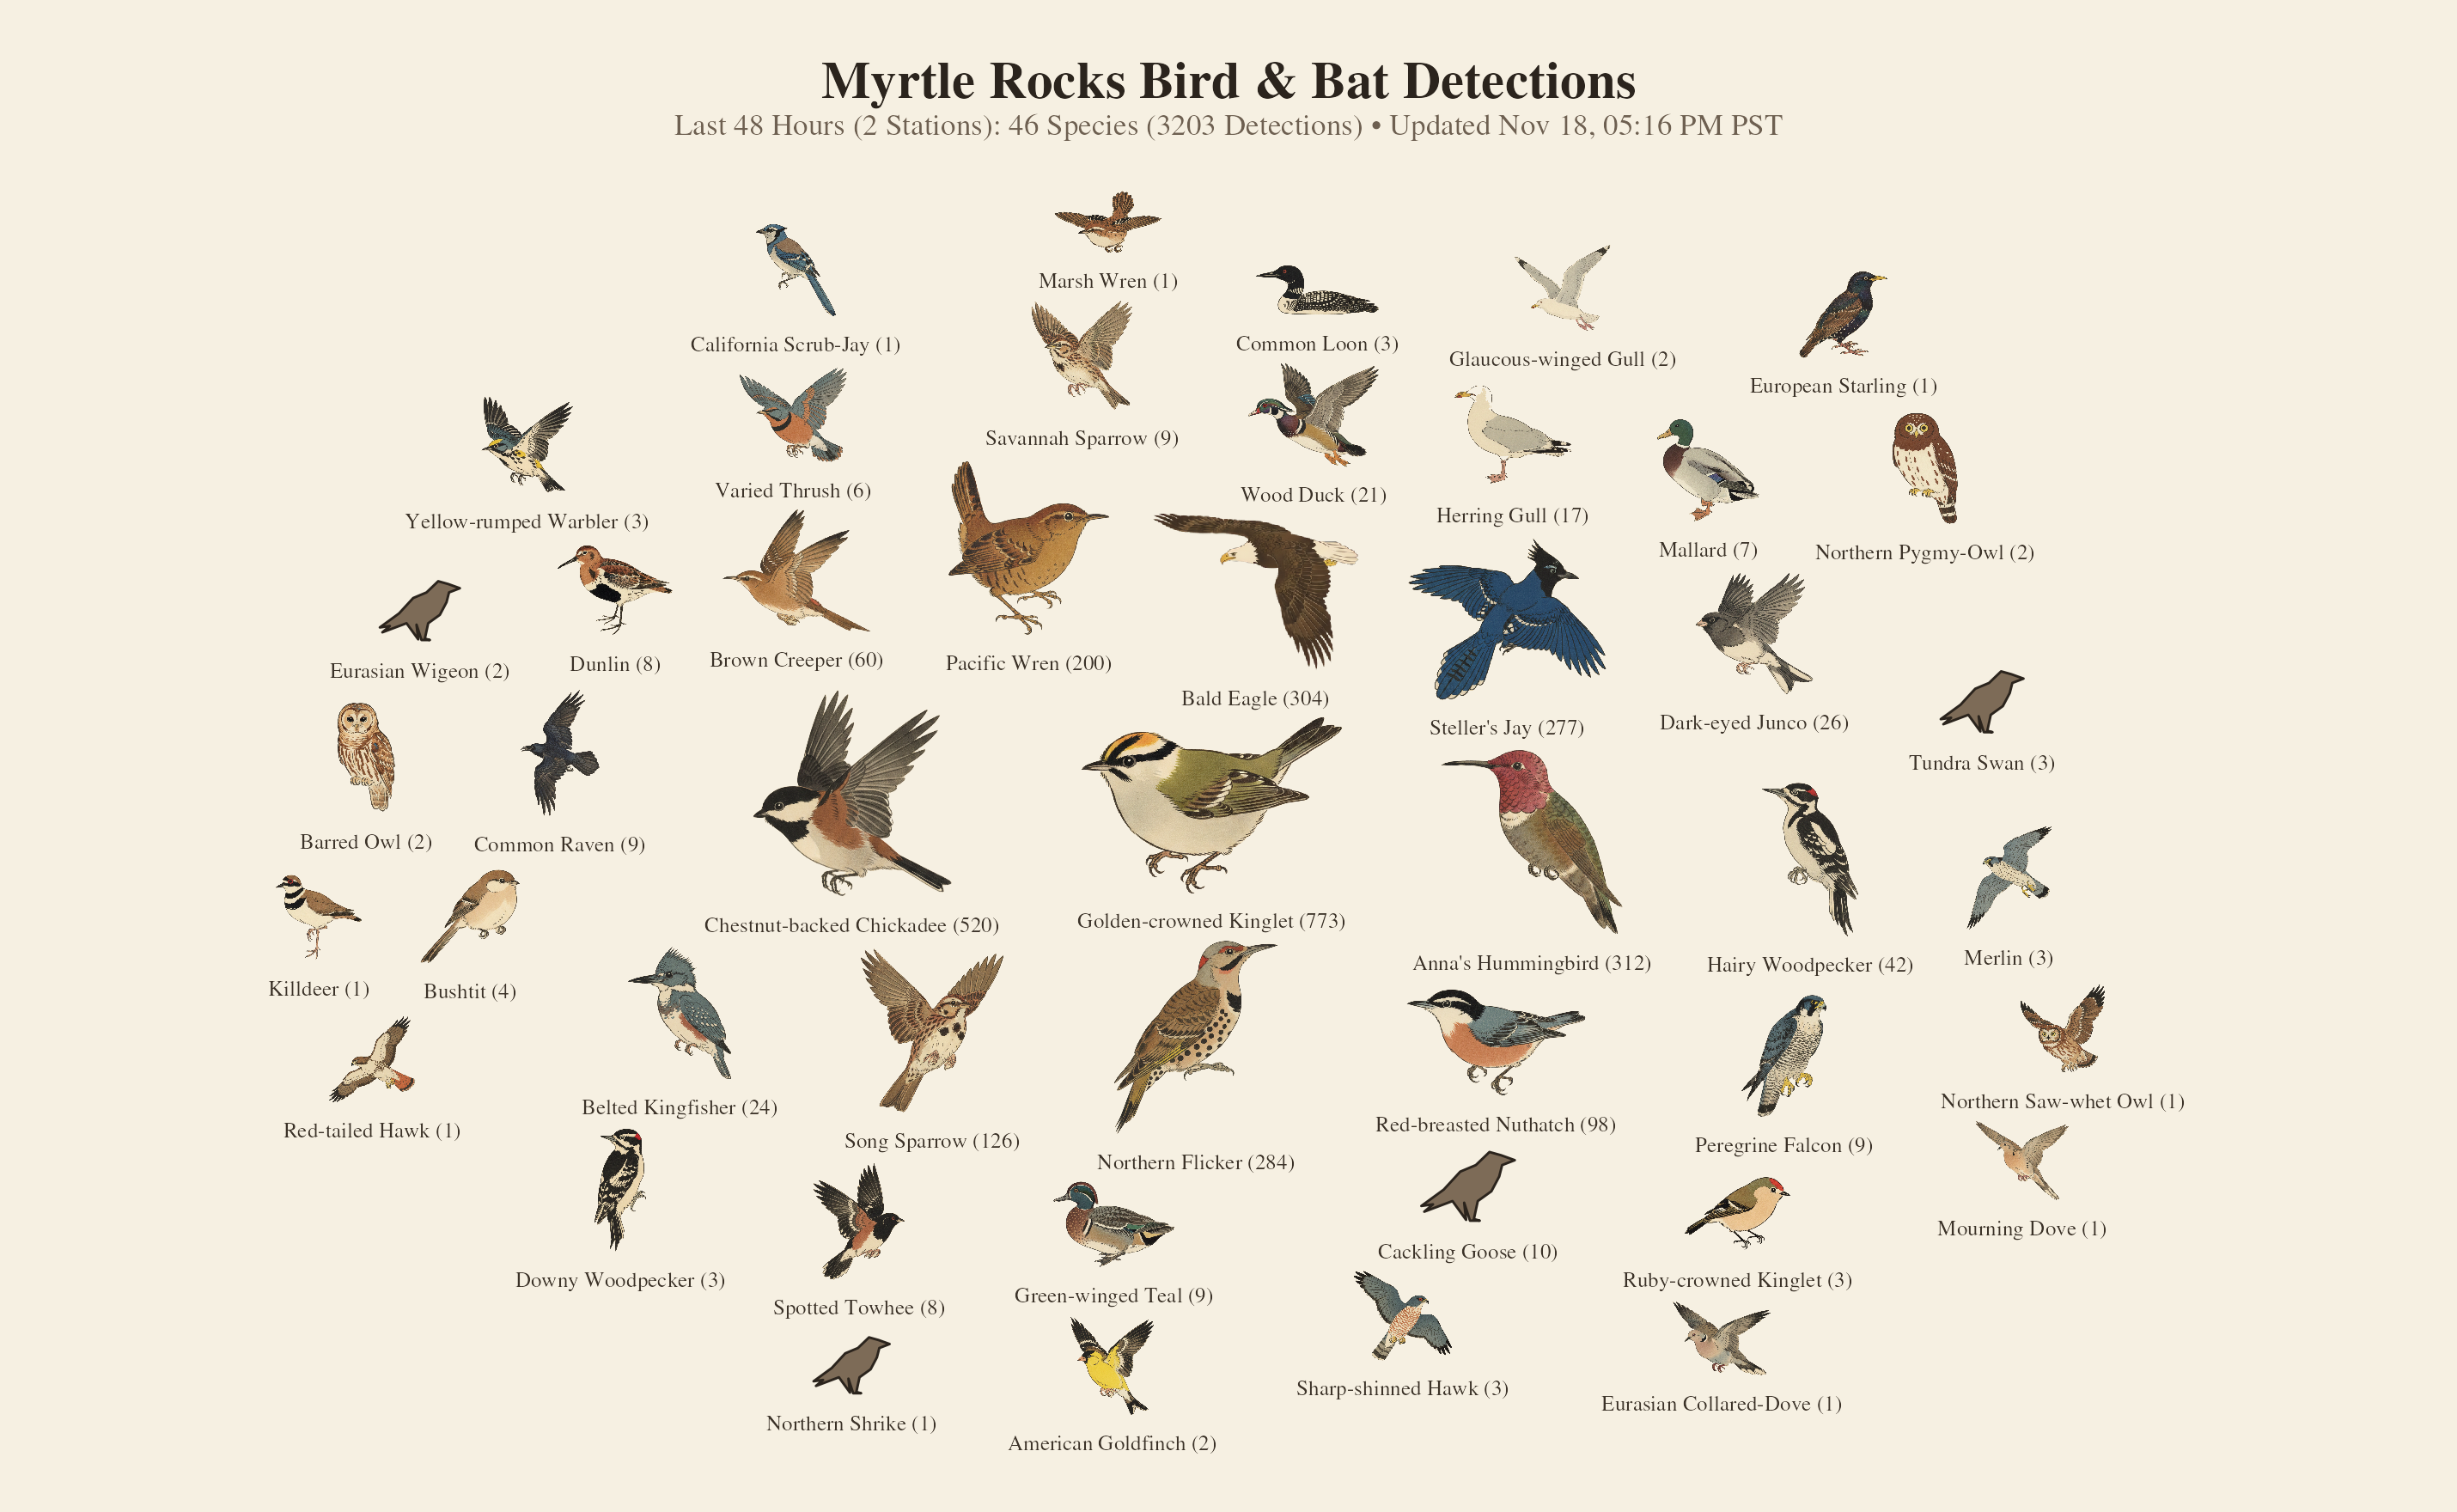 Myrtle Rocks Bird & Bat Detections
Last 48 Hours (2 Stations): 46 Species (3203 Detections) • Updated Nov 18, 05:16 PM PST
Marsh Wren (1)
California Scrub-Jay (1)
Common Loon (3)
Glaucous-winged Gull (2)
European Starling (1)
Savannah Sparrow (9)
Varied Thrush (6)
Wood Duck (21)
Herring Gull (17)
Yellow-rumped Warbler (3)
Mallard (7)
Northern Pygmy-Owl (2)
Eurasian Wigeon (2)
Dunlin (8)
Brown Creeper (60)
Pacific Wren (200)
Bald Eagle (304)
Steller's Jay (277)
Dark-eyed Junco (26)
Tundra Swan (3)
Barred Owl (2)
Common Raven (9)
Chestnut-backed Chickadee (520)
Golden-crowned Kinglet (773)
Anna's Hummingbird (312)
Hairy Woodpecker (42)
Merlin (3)
Killdeer (1)
Bushtit (4)
Belted Kingfisher (24)
Song Sparrow (126)
Northern Flicker (284)
Red-breasted Nuthatch (98)
Peregrine Falcon (9)
Northern Saw-whet Owl (1)
Red-tailed Hawk (1)
Downy Woodpecker (3)
Spotted Towhee (8)
Green-winged Teal (9)
Cackling Goose (10)
Ruby-crowned Kinglet (3)
Mourning Dove (1)
Northern Shrike (1)
American Goldfinch (2)
Sharp-shinned Hawk (3)
Eurasian Collared-Dove (1)